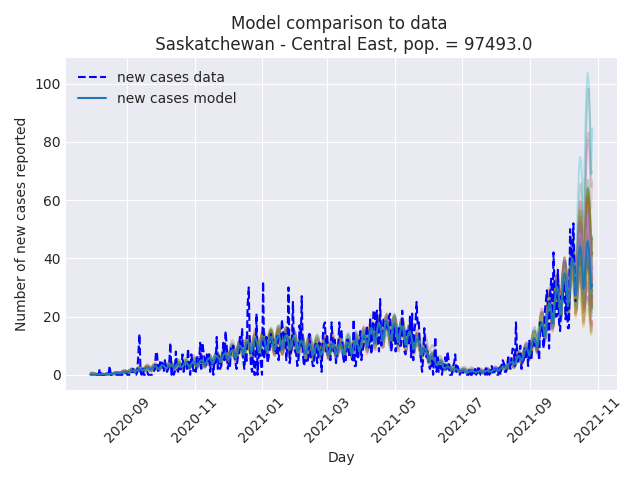 Model comparison to data
Saskatchewan - Central East, pop. = 97493.0
new cases data
new cases model
Number of new cases reported
100
80
60
40
20
0
2020-09
2020-11
2021-01
2021-03
2021-05
2021-07
2021-09
2021-11
Day